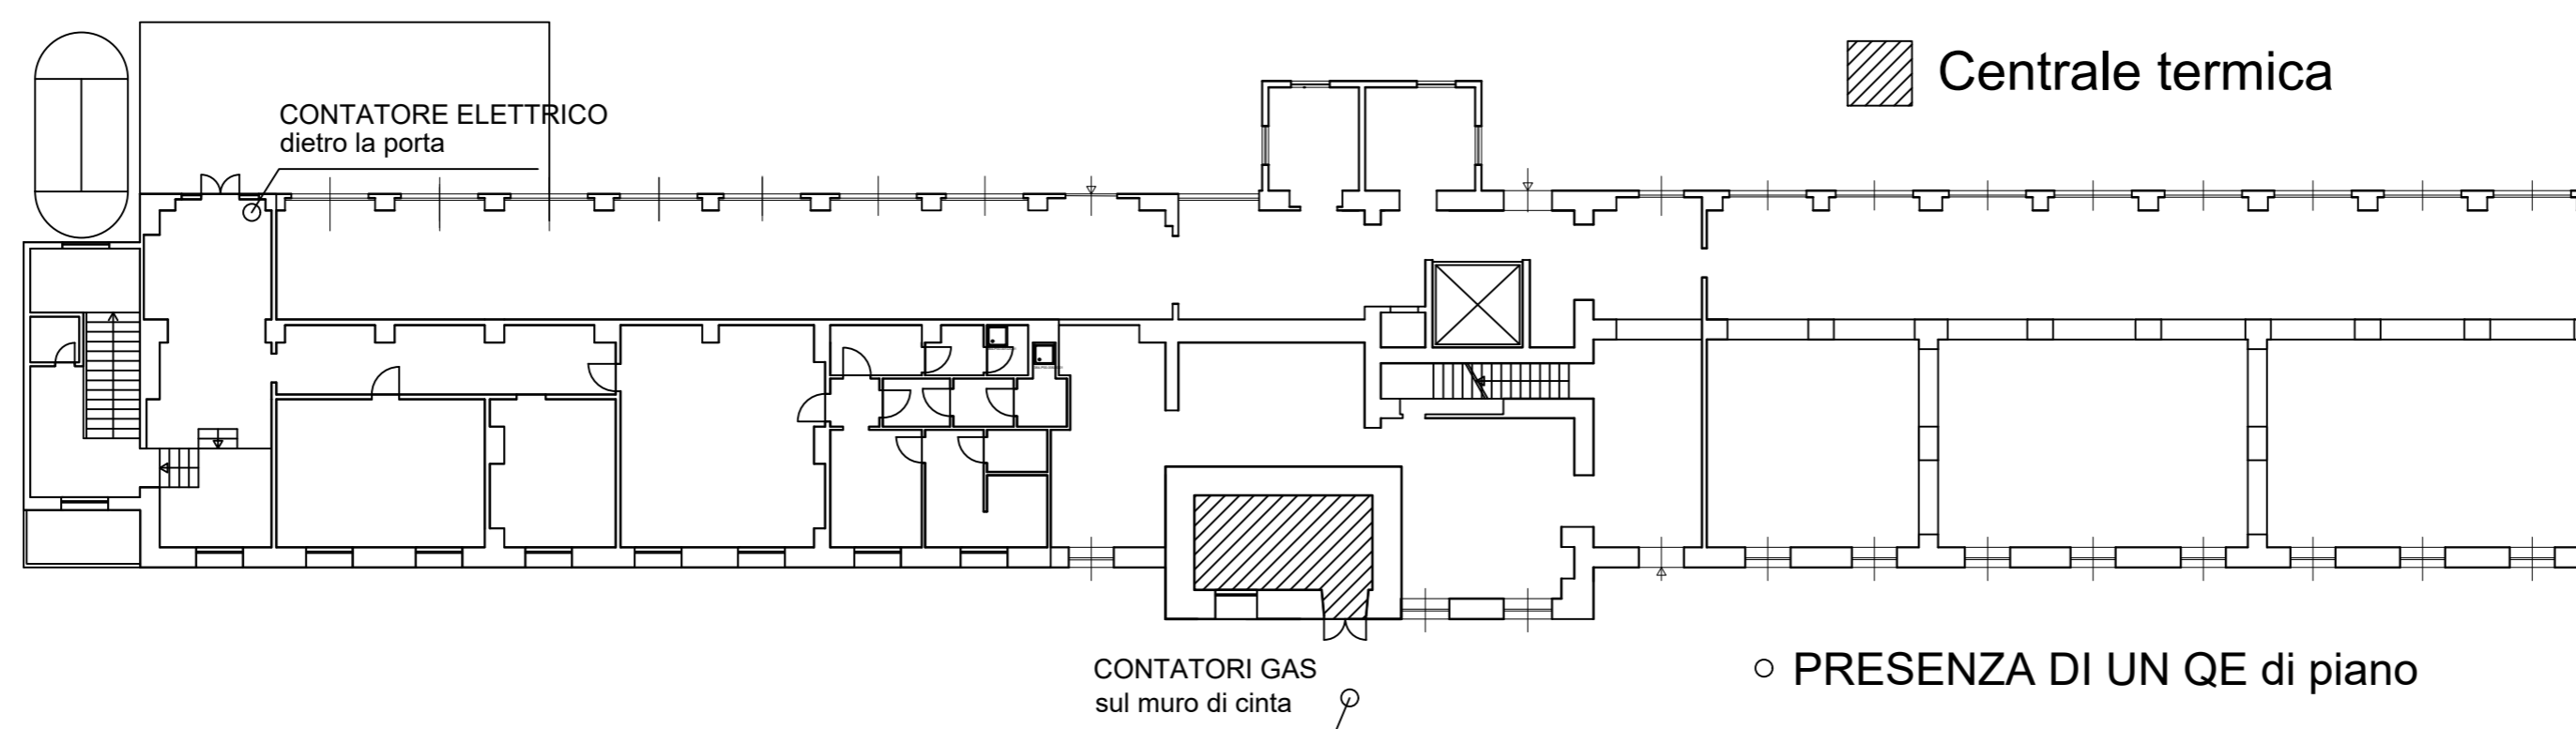 Centrale termica
CONTATORE ELETTRICO
dietro la porta
CONTATORI GAS
sul muro di cinta
PRESENZA DI UN QE di piano